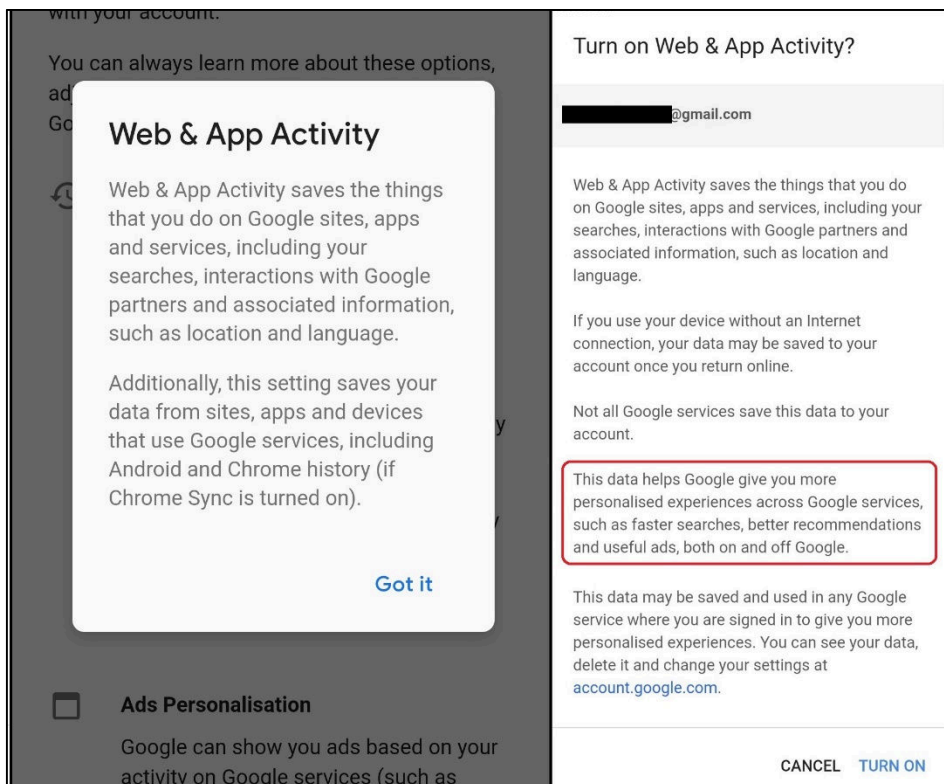 with your account.
You can always learn more about these options,
ad
Go
Web & App Activity
Web & App Activity saves the things
that you do on Google sites, apps
and services, including your
searches, interactions with Google
partners and associated information,
such as location and language.
Additionally, this setting saves your
data from sites, apps and devices
that use Google services, including
Android and Chrome history (if
Chrome Sync is turned on).
y
Got it
Ads Personalisation
Google can show you ads based on your
activity on Google services (such as
Turn on Web & App Activity?
@gmail.com
Web & App Activity saves the things that you do
on Google sites, apps and services, including your
searches, interactions with Google partners and
associated information, such as location and
language.
If you use your device without an Internet
connection, your data may be saved to your
account once you return online.
Not all Google services save this data to your
account.
This data helps Google give you more
personalised experiences across Google services,
such as faster searches, better recommendations
and useful ads, both on and off Google.
This data may be saved and used in any Google
service where you are signed in to give you more
personalised experiences. You can see your data,
delete it and change your settings at
account.google.com.
CANCEL TURN ON